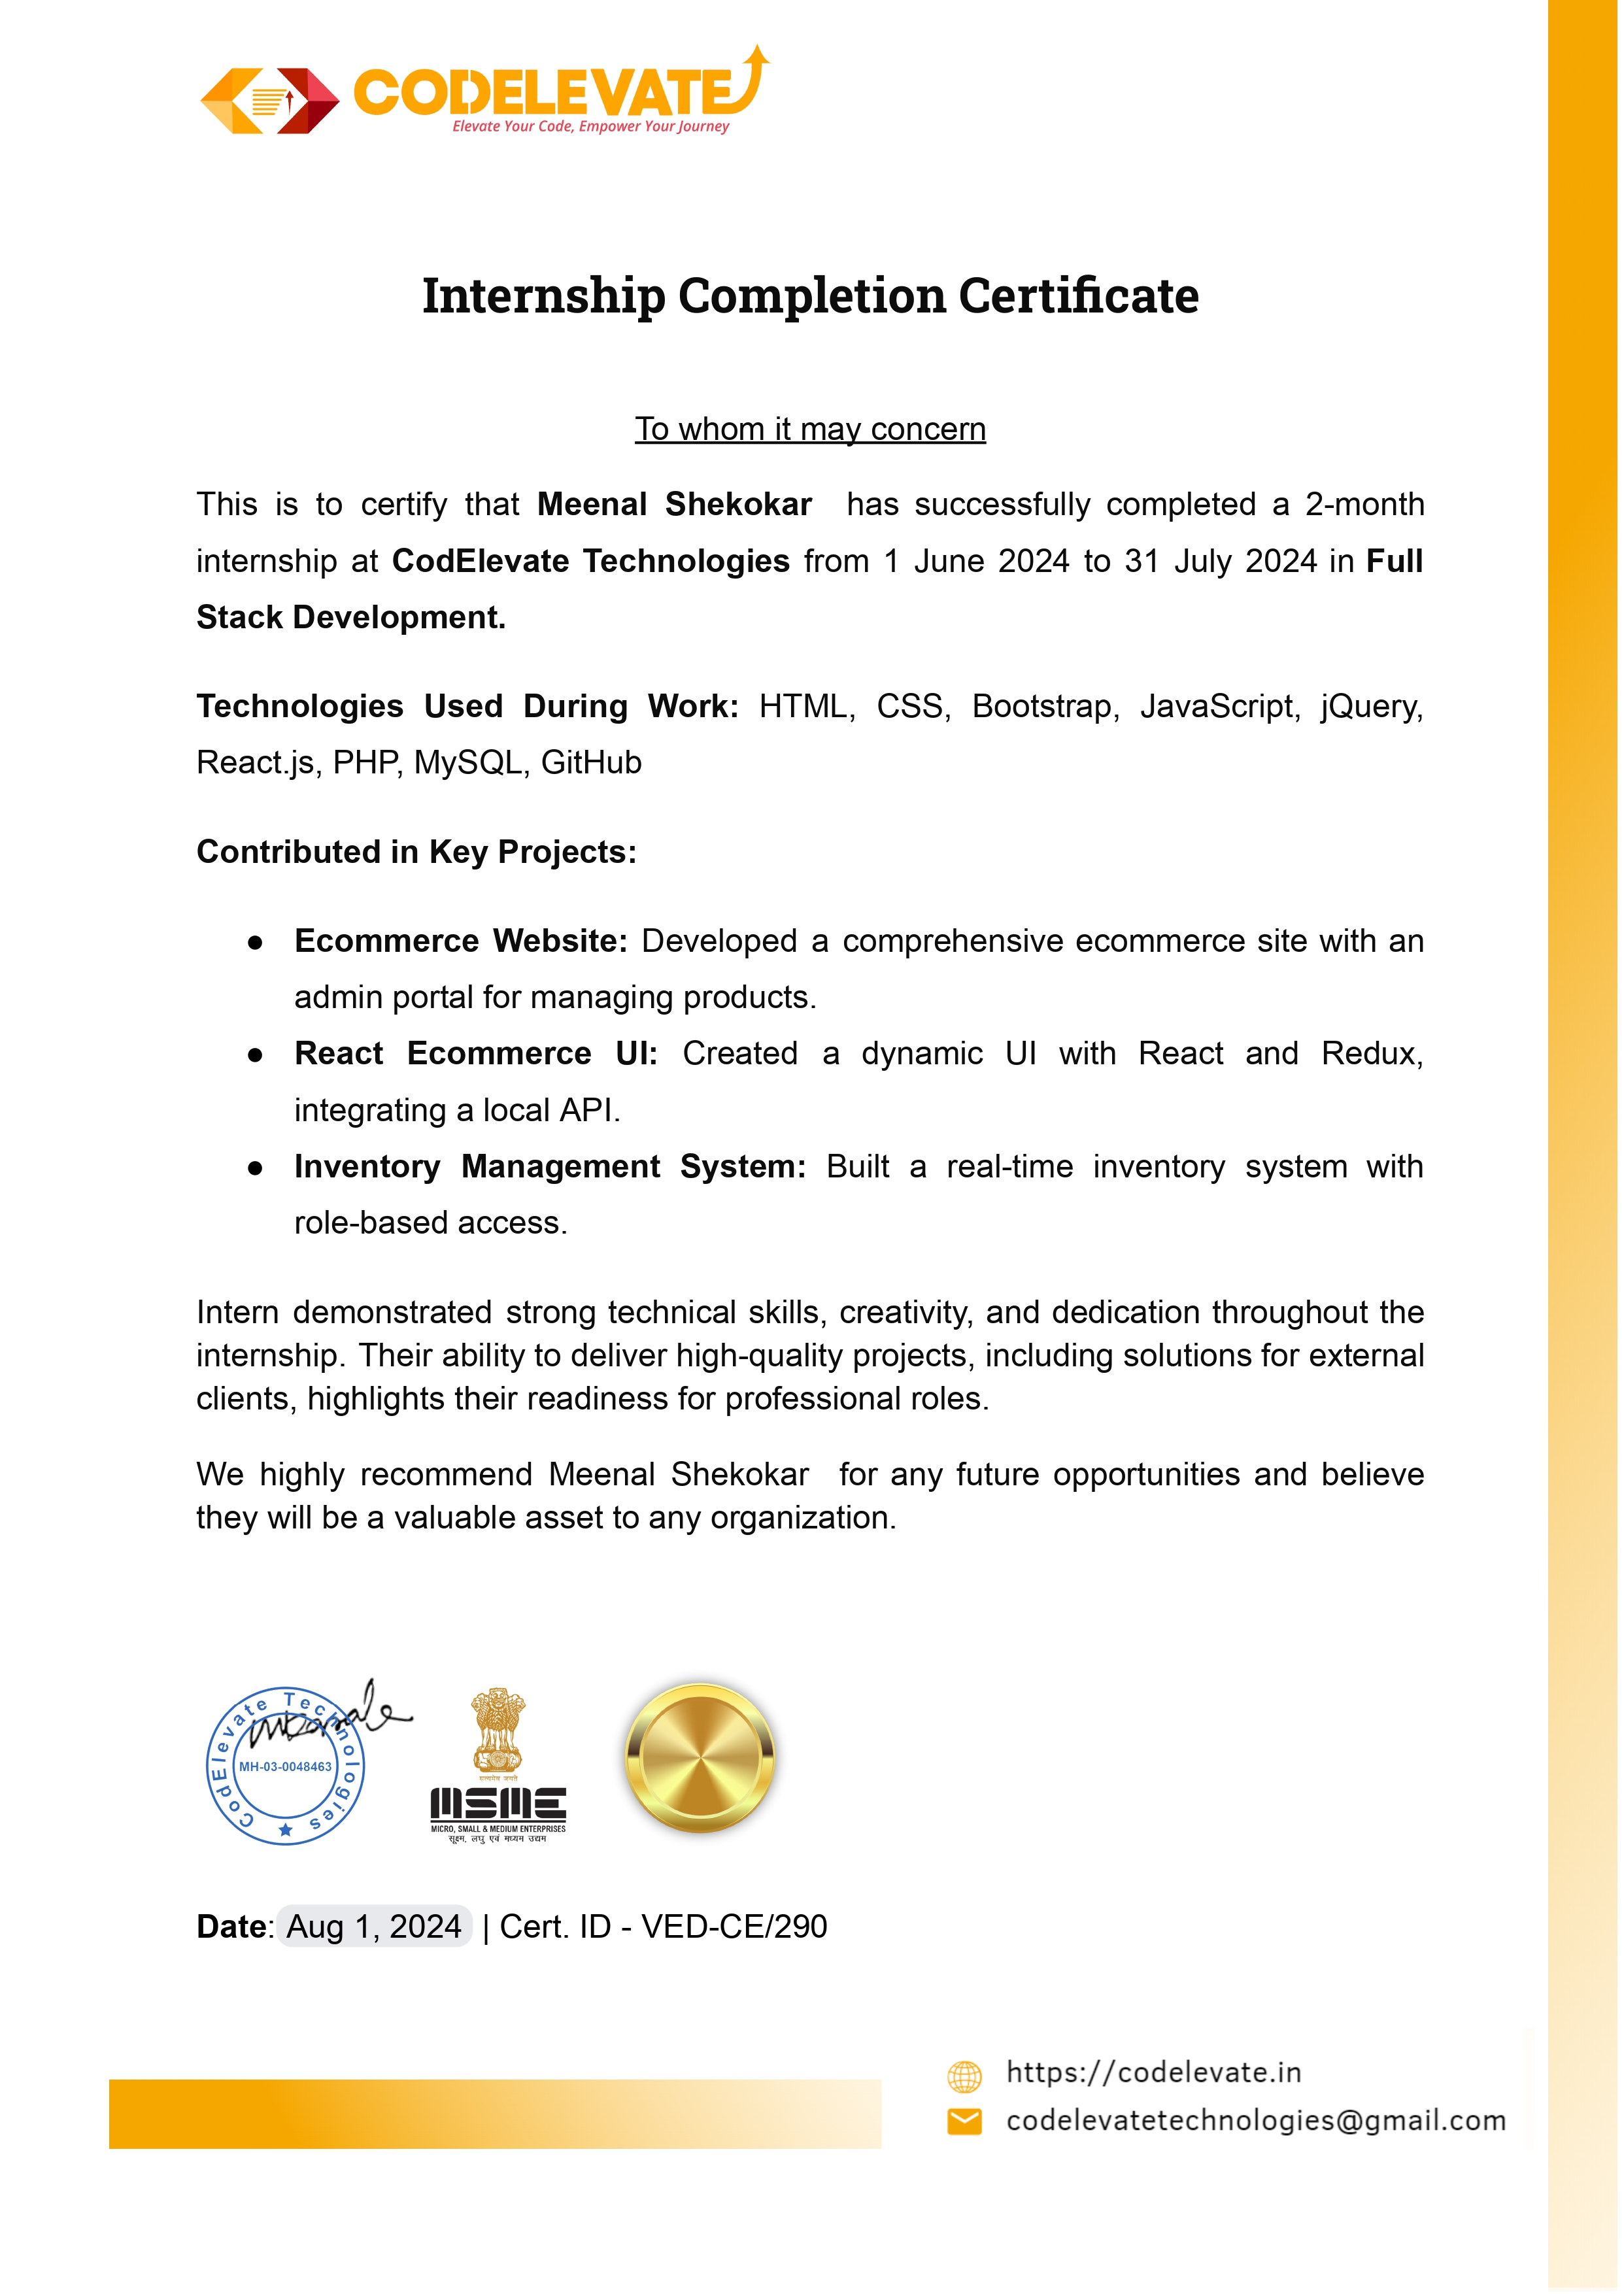 CODELEVATE
Elevate Your Code, Empower Your Journey
Internship Completion Certificate
To whom it may concern
This is to certify that Meenal Shekokar has successfully completed a 2-month
internship at CodElevate Technologies from 1 June 2024 to 31 July 2024 in Full
Stack Development.
Technologies Used During Work: HTML, CSS, Bootstrap, JavaScript, jQuery,
React.js, PHP, MySQL, GitHub
Contributed in Key Projects:
● Ecommerce Website: Developed a comprehensive ecommerce site with an
admin portal for managing products.
● React Ecommerce UI: Created a dynamic UI with React and Redux,
integrating a local API.
● Inventory Management System: Built a real-time inventory system with
role-based access.
Intern demonstrated strong technical skills, creativity, and dedication throughout the
internship. Their ability to deliver high-quality projects, including solutions for external
clients, highlights their readiness for professional roles.
We highly recommend Meenal Shekokar for any future opportunities and believe
they will be a valuable asset to any organization.
CodElevate Technologies
MH-03-0048463
सत्यमेव जयते
MSME
MICRO, SMALL & MEDIUM ENTERPRISES
सूक्ष्म, लघु एवं मध्यम उद्यम
Date: Aug 1, 2024 | Cert. ID - VED-CE/290
https://codelevate.in
codelevatetechnologies@gmail.com